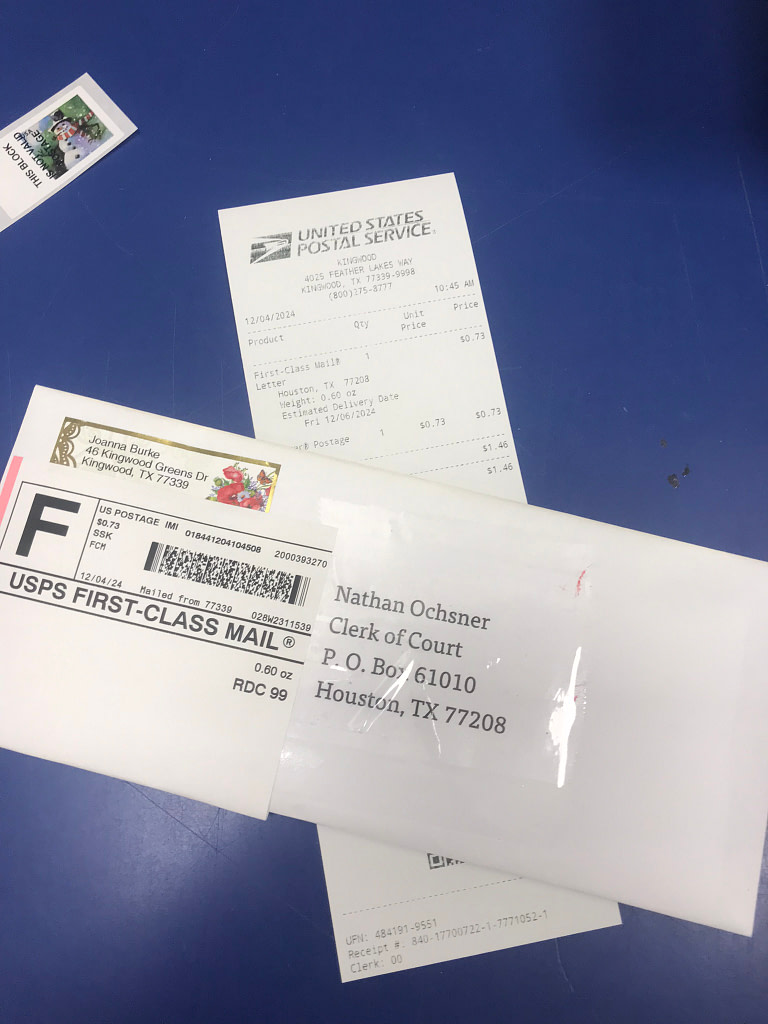 THIS BLOCK
IS NOT VALID
POSTAGE
UNITED STATES
POSTAL SERVICE®
KINGWOOD
4025 FEATHER LAKES WAY
KINGWOOD, TX 77339-9998
(800)275-8777
12/04/2024 10:45 AM
Product Qty Unit Price
Price
First-Class Mail® 1 $0.73
Letter
Houston, TX 77208
Weight: 0.60 oz
Estimated Delivery Date
Fri 12/06/2024
Postage 1 $0.73 $0.73
$1.46
$1.46
Joanna Burke
46 Kingwood Greens Dr
Kingwood, TX 77339
F
US POSTAGE IMI
$0.73 018441204104508 2000393270
SSK
FCM
12/04/24 Mailed from 77339 028W2311539
USPS FIRST-CLASS MAIL®
0.60 oz
RDC 99
Nathan Ochsner
Clerk of Court
P. O. Box 61010
Houston, TX 77208
UFN: 484191-9551
Receipt #: 840-17700722-1-7771052-1
Clerk: 00